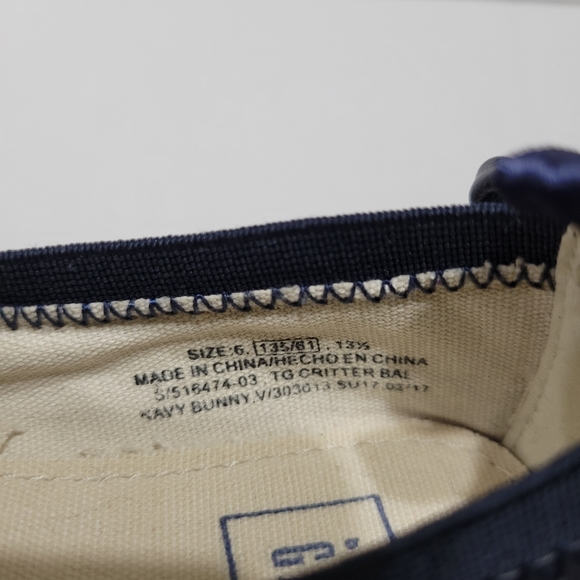 SIZE:6, 135/61 , 13½
MADE IN CHINA/HECHO EN CHINA
S/516474-03 TG CRITTER BAL
NAVY BUNNY,V/303013 SU17,03/17